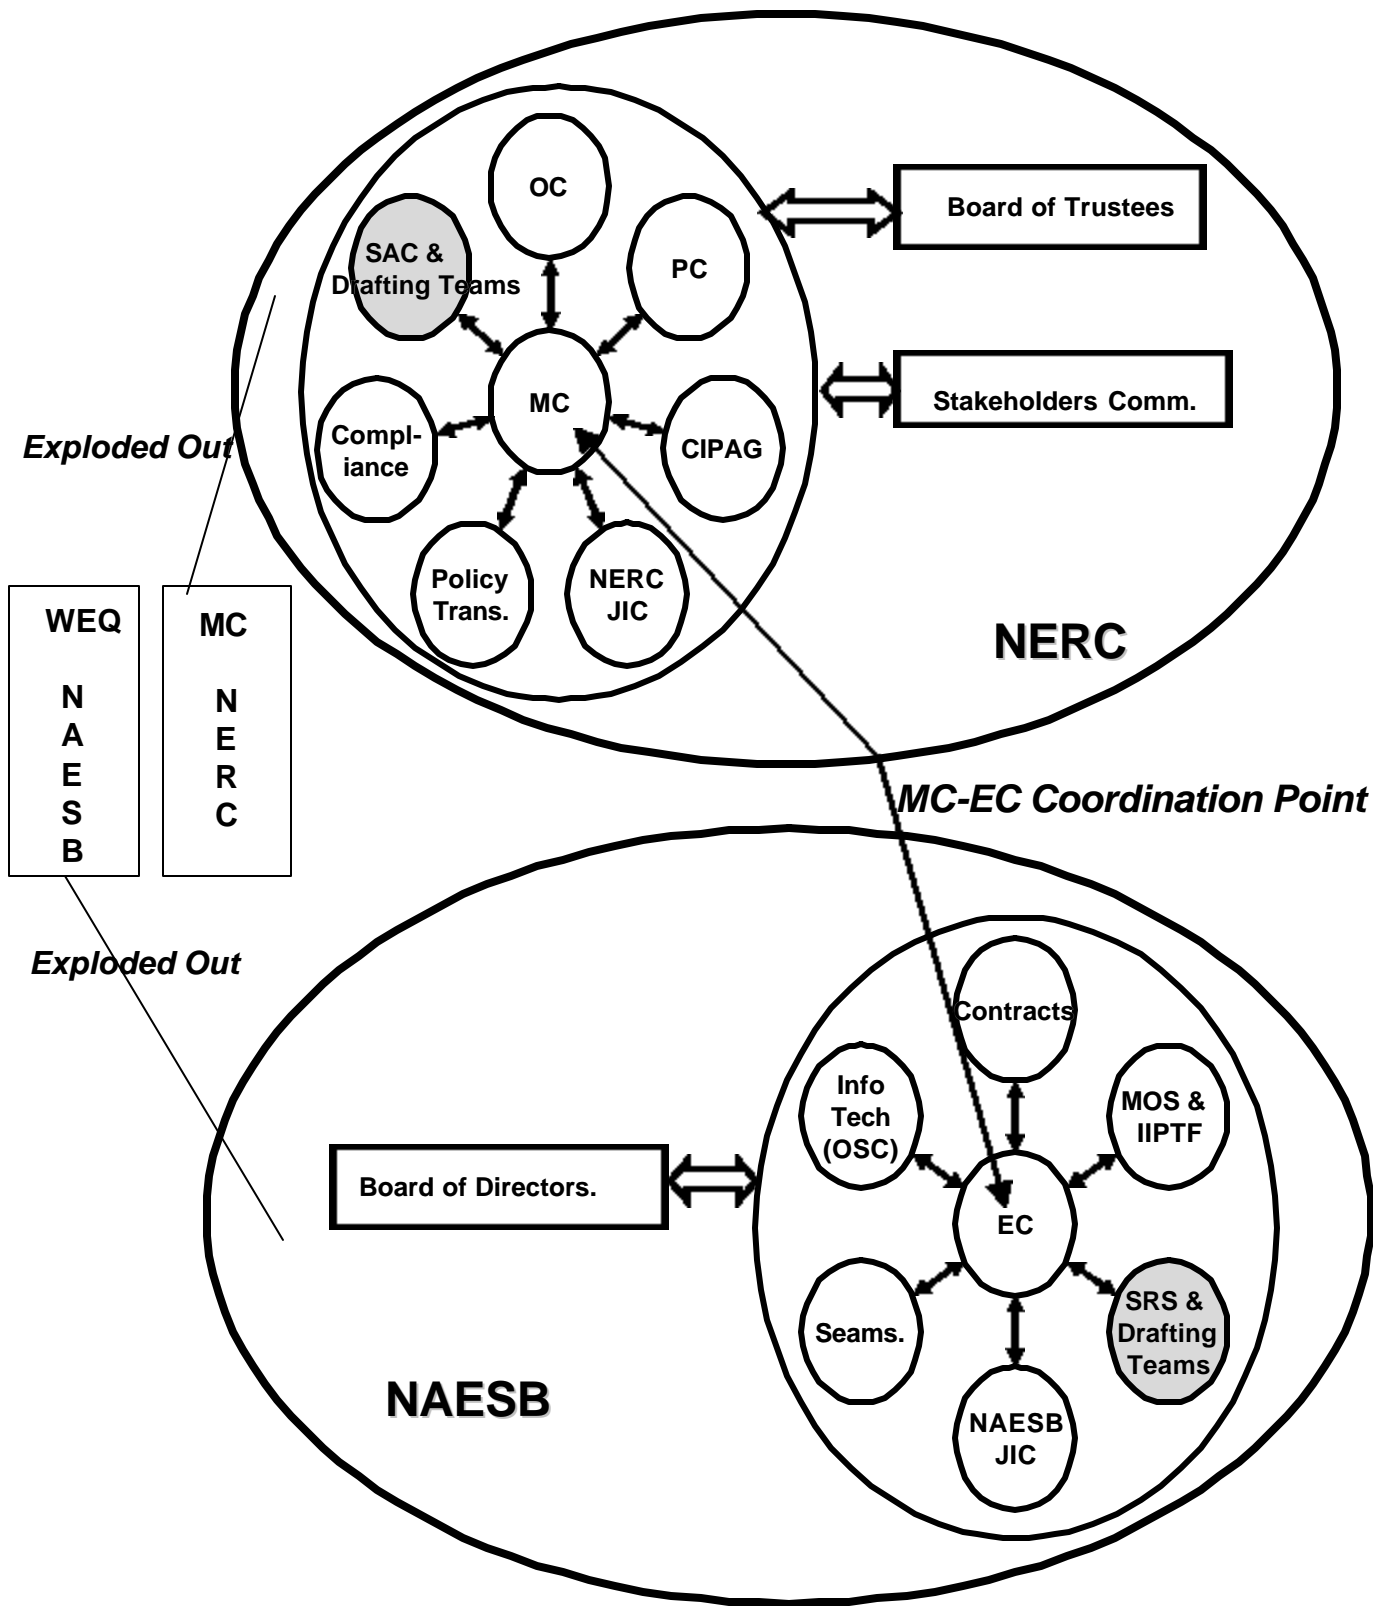 OC
Board of Trustees
SAC &
Drafting Teams
PC
MC
Stakeholders Comm.
Exploded Out
Compl-
iance
CIPAG
Policy
Trans.
NERC
JIC
NERC
WEQ
N
A
E
S
B
MC
N
E
R
C
MC-EC Coordination Point
Exploded Out
Contracts
Info
Tech
(OSC)
MOS &
IIPTF
Board of Directors.
EC
Seams.
SRS &
Drafting
Teams
NAESB
NAESB
JIC